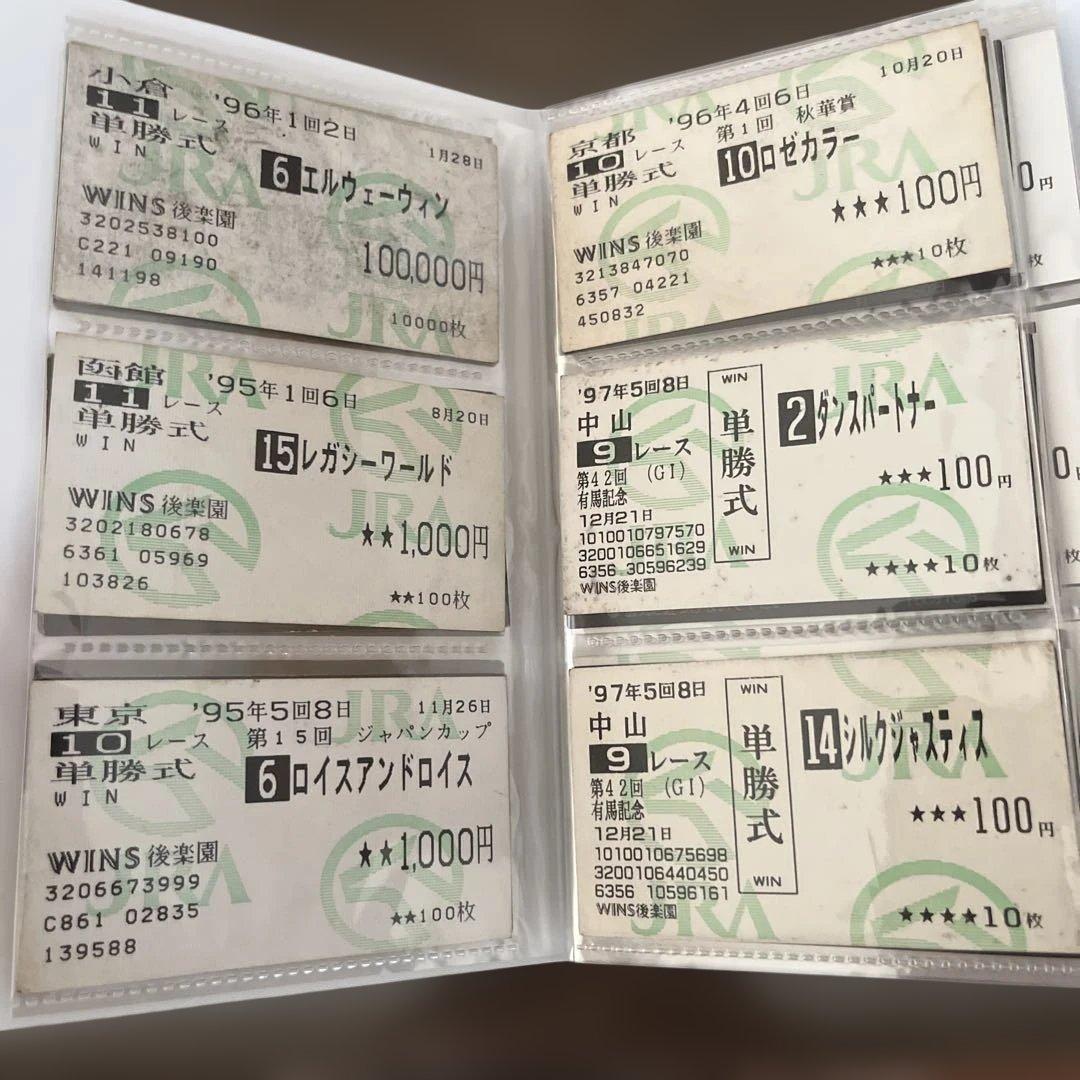 小倉 '96年1回2日 1月28日
11 レース
単勝式 6 エルウェーウィン
WIN
WINS後楽園
3202538100 100,000円
C221 09190
141198 10000枚
函館 '95年1回6日 8月20日
11 レース
単勝式 15 レガシーワールド
WIN
WINS後楽園
3202180678 ★★1,000円
6361 05969
103826 ★★100枚
東京 '95年5回8日 11月26日
10 レース 第15回 ジャパンカップ
単勝式 6 ロイスアンドロイス
WIN
WINS後楽園 ★★1,000円
3206673999
C861 02835 ★★100枚
139588
京都 '96年4回6日 10月20日
10 レース 第1回 秋華賞
単勝式 10 ロゼカラー
WIN ★★★100円
WINS後楽園
3213847070 ★★★10枚
6357 04221
450832
'97年5回8日 WIN
中山 単勝式 2 ダンスパートナー
9 レース
第42回 (GI) ★★★100円
有馬記念
12月21日
1010010797570
3200106651629 WIN
6356 30596239 ★★★★10枚
WINS後楽園
'97年5回8日 WIN
中山 単勝式 14 シルクジャスティス
9 レース
第42回 (GI) ★★★100円
有馬記念
12月21日
1010010675698
3200106440450 WIN
6356 10596161 ★★★★10枚
WINS後楽園
0円
枚
0円
枚
JRA
JRA
JRA
JRA
JRA
JRA
JRA
JRA
JRA
JRA